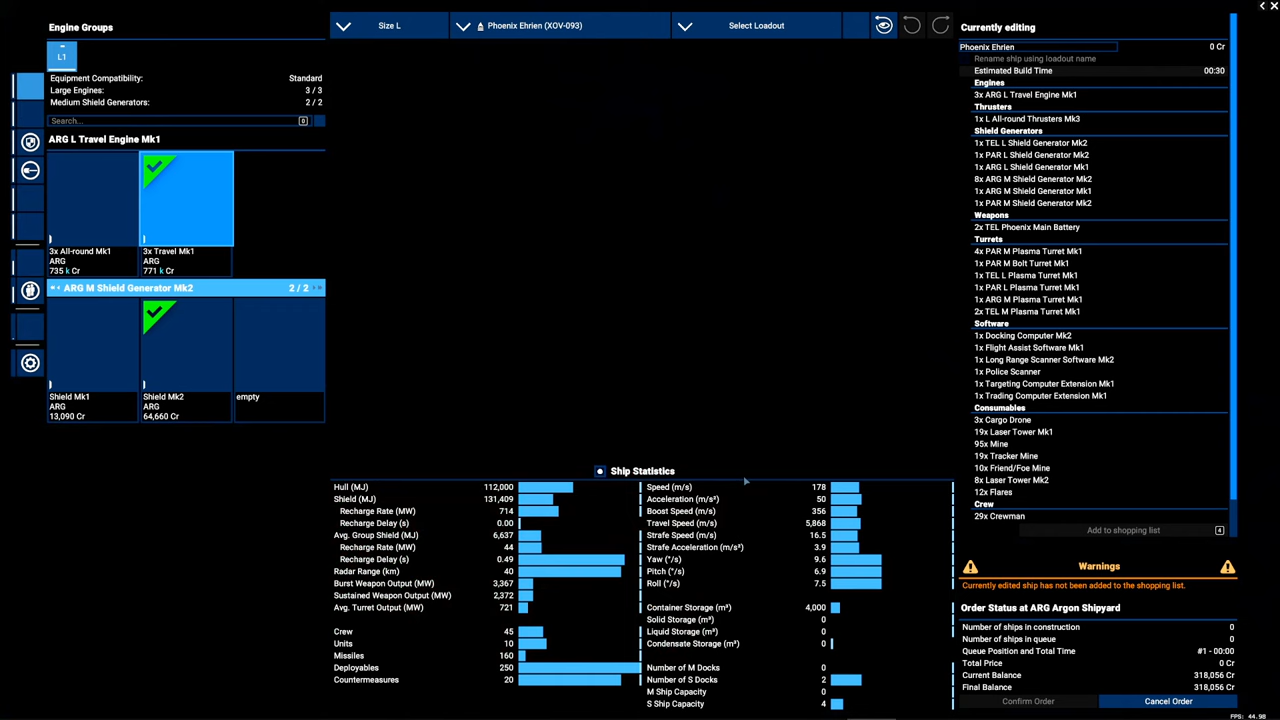 Engine Groups
L1
Equipment Compatibility: Standard
Large Engines: 3 / 3
Medium Shield Generators: 2 / 2
Search...
ARG L Travel Engine Mk1
3x All-round Mk1
ARG
735 k Cr
3x Travel Mk1
ARG
771 k Cr
ARG M Shield Generator Mk2 2 / 2
Shield Mk1
ARG
13,090 Cr
Shield Mk2
ARG
64,660 Cr
empty
Size L
Phoenix Ehrien (XOV-093)
Select Loadout
Ship Statistics
Hull (MJ) 112,000
Shield (MJ) 131,409
Recharge Rate (MW) 714
Recharge Delay (s) 0.00
Avg. Group Shield (MJ) 6,637
Recharge Rate (MW) 44
Recharge Delay (s) 0.49
Radar Range (km) 40
Burst Weapon Output (MW) 3,367
Sustained Weapon Output (MW) 2,372
Avg. Turret Output (MW) 721
Crew 45
Units 10
Missiles 160
Deployables 250
Countermeasures 20
Speed (m/s) 178
Acceleration (m/s²) 50
Boost Speed (m/s) 356
Travel Speed (m/s) 5,868
Strafe Speed (m/s) 16.5
Strafe Acceleration (m/s²) 3.9
Yaw (°/s) 9.6
Pitch (°/s) 6.9
Roll (°/s) 7.5
Container Storage (m³) 4,000
Solid Storage (m³) 0
Liquid Storage (m³) 0
Condensate Storage (m³) 0
Number of M Docks 0
Number of S Docks 2
M Ship Capacity 0
S Ship Capacity 4
Currently editing
Phoenix Ehrien 0 Cr
Rename ship using loadout name
Estimated Build Time 00:30
Engines
3x ARG L Travel Engine Mk1
Thrusters
1x L All-round Thrusters Mk3
Shield Generators
1x TEL L Shield Generator Mk2
1x PAR L Shield Generator Mk2
1x ARG L Shield Generator Mk1
8x ARG M Shield Generator Mk2
1x ARG M Shield Generator Mk1
1x PAR M Shield Generator Mk2
Weapons
2x TEL Phoenix Main Battery
Turrets
4x PAR M Plasma Turret Mk1
1x PAR M Bolt Turret Mk1
1x TEL L Plasma Turret Mk1
1x PAR L Plasma Turret Mk1
1x ARG M Plasma Turret Mk1
2x TEL M Plasma Turret Mk1
Software
1x Docking Computer Mk2
1x Flight Assist Software Mk1
1x Long Range Scanner Software Mk2
1x Police Scanner
1x Targeting Computer Extension Mk1
1x Trading Computer Extension Mk1
Consumables
3x Cargo Drone
19x Laser Tower Mk1
95x Mine
19x Tracker Mine
10x Friend/Foe Mine
8x Laser Tower Mk2
12x Flares
Crew
29x Crewman
Add to shopping list 4
Warnings
Currently edited ship has not been added to the shopping list.
Order Status at ARG Argon Shipyard
Number of ships in construction 0
Number of ships in queue 0
Queue Position and Total Time #1 - 00:00
Total Price 0 Cr
Current Balance 318,056 Cr
Final Balance 318,056 Cr
Confirm Order
Cancel Order
FPS: 44.98